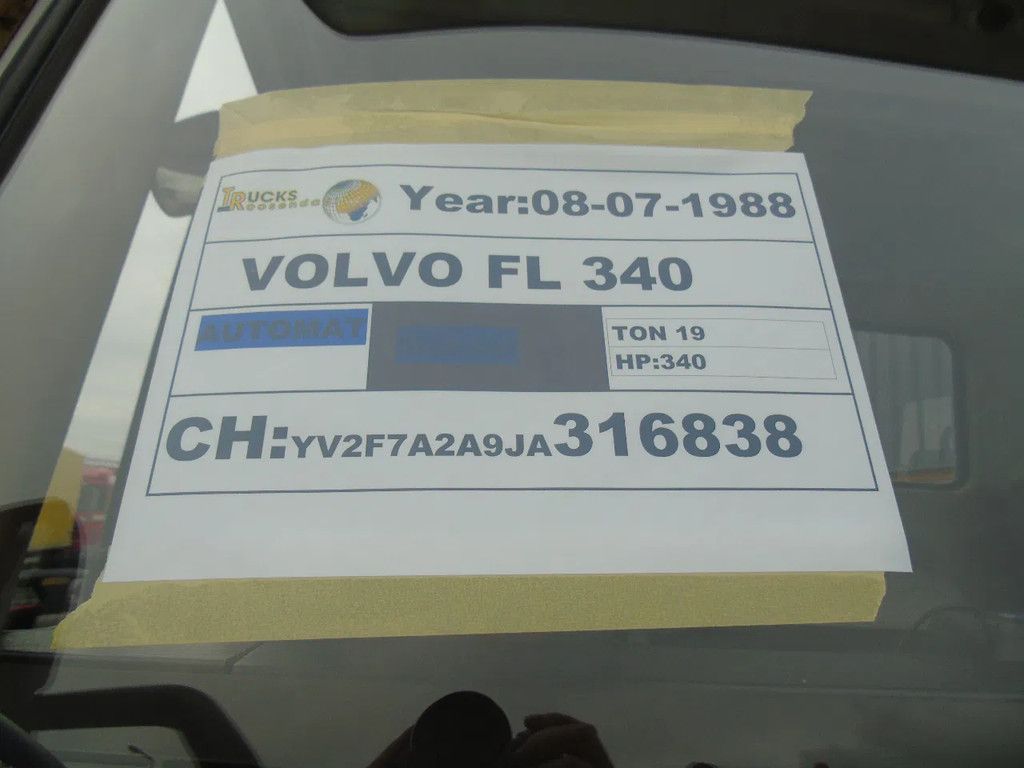 TRUCKS
Roosendaal
Year:08-07-1988
VOLVO FL 340
AUTOMAT
TON 19
HP:340
CH:YV2F7A2A9JA316838